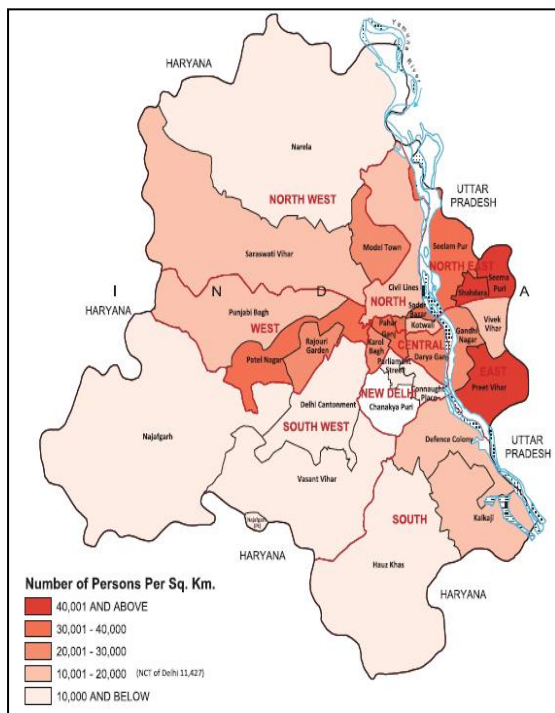 Yamuna River
HARYANA
Narela
UTTAR
PRADESH
NORTH WEST
Model Town
Seelam Pur
Saraswati Vihar
NORTH EAST
Seema
Puri
Shahdara
Civil Lines
I N D A
NORTH
Sadar
Bazar
HARYANA
Punjabi Bagh
WEST
Pahar
Ganj
Kotwali
Gandhi
Nagar
Vivek
Vihar
Rajouri
Garden
Karol
Bagh
CENTRAL
Patel Nagar
Parliament
Street
Darya Ganj
EAST
Preet Vihar
NEW DELHI
Connaught
Place
Delhi Cantonment
Chanakya Puri
SOUTH WEST
Najafgarh
Defence Colony
UTTAR
PRADESH
Vasant Vihar
Kalkaji
SOUTH
HARYANA
Hauz Khas
HARYANA
Number of Persons Per Sq. Km.
40,001 AND ABOVE
30,001 - 40,000
20,001 - 30,000
10,001 - 20,000 (NCT of Delhi 11,427)
10,000 AND BELOW